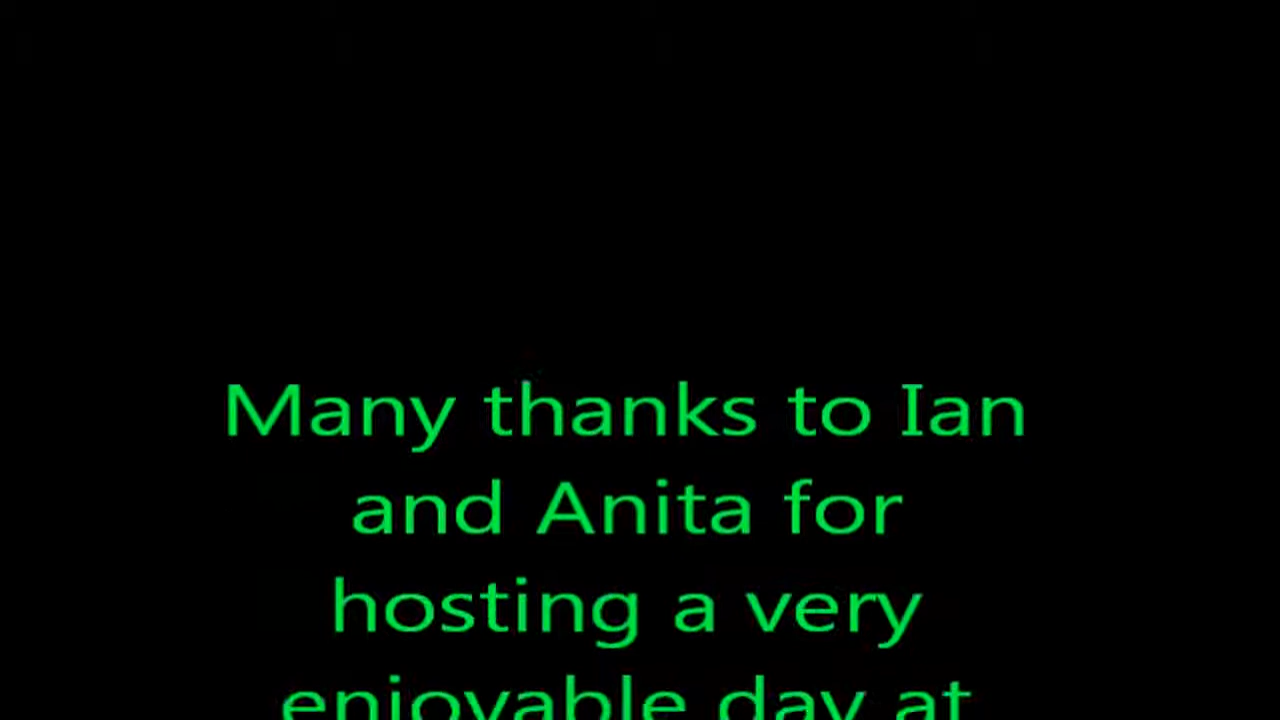 Many thanks to Ian
and Anita for
hosting a very
enjoyable day at